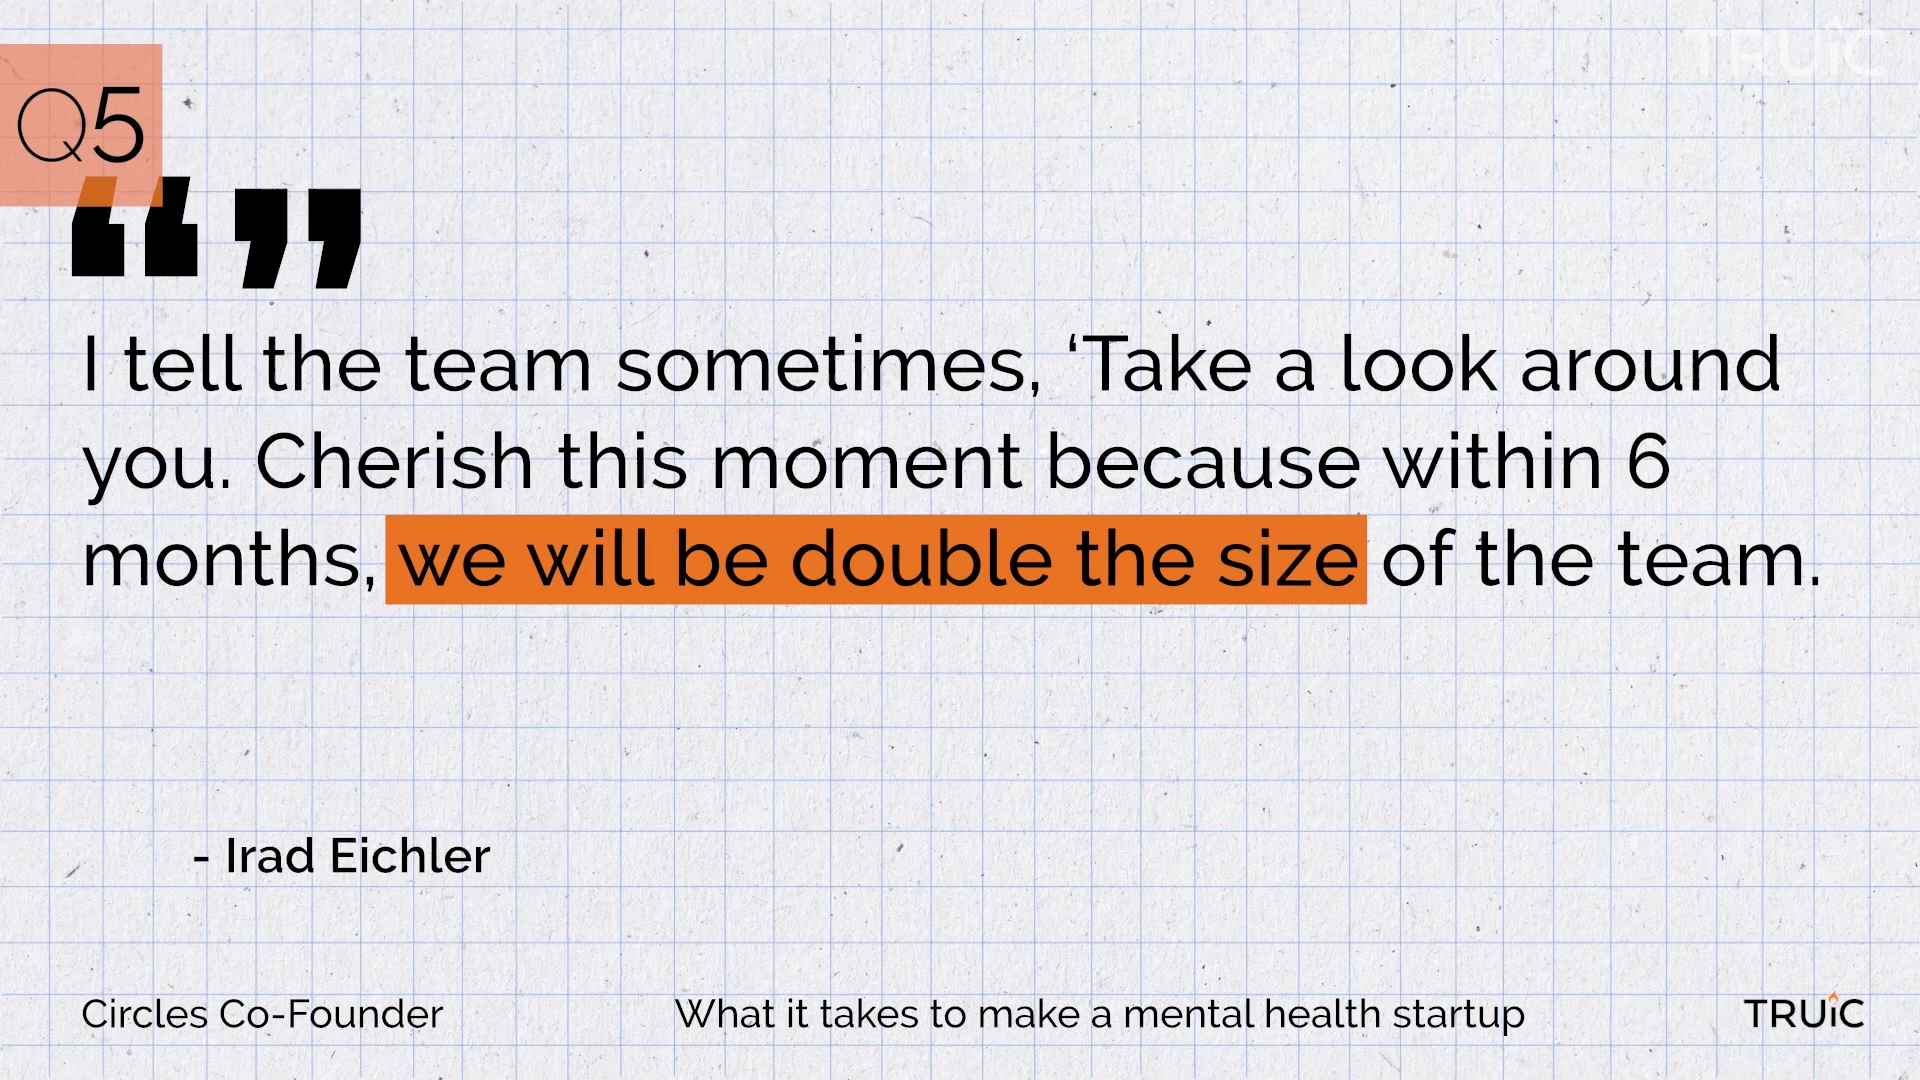 TRUiC
Q5
“”
I tell the team sometimes, ‘Take a look around
you. Cherish this moment because within 6
months, we will be double the size of the team.
- Irad Eichler
Circles Co-Founder
What it takes to make a mental health startup
TRUiC